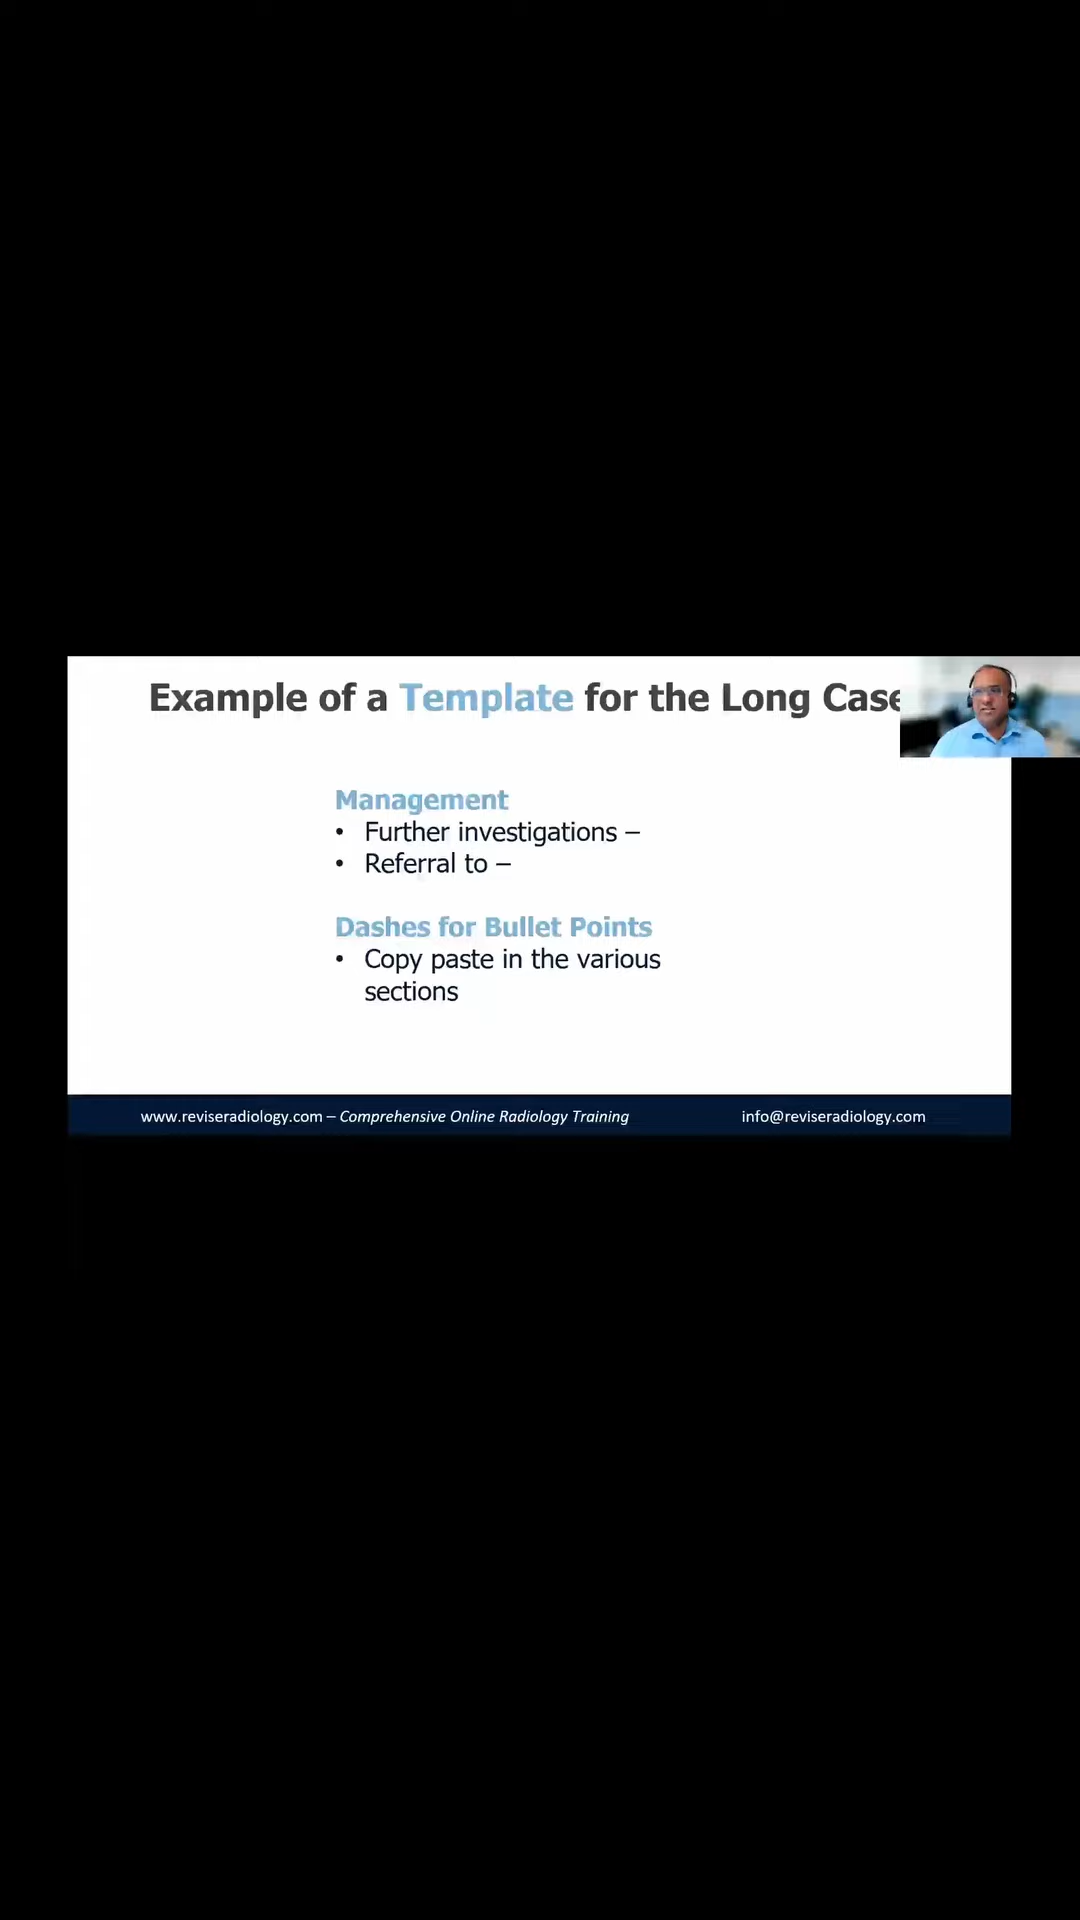 Example of a Template for the Long Case
Management
• Further investigations –
• Referral to –
Dashes for Bullet Points
• Copy paste in the various
sections
www.reviseradiology.com – Comprehensive Online Radiology Training
info@reviseradiology.com